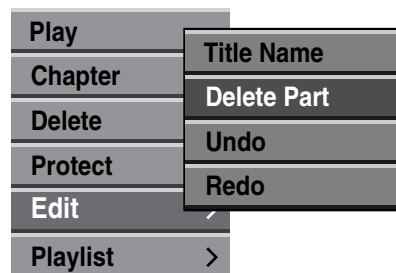 Play
Chapter
Delete
Protect
Edit
Playlist >
Title Name
Delete Part
Undo
Redo